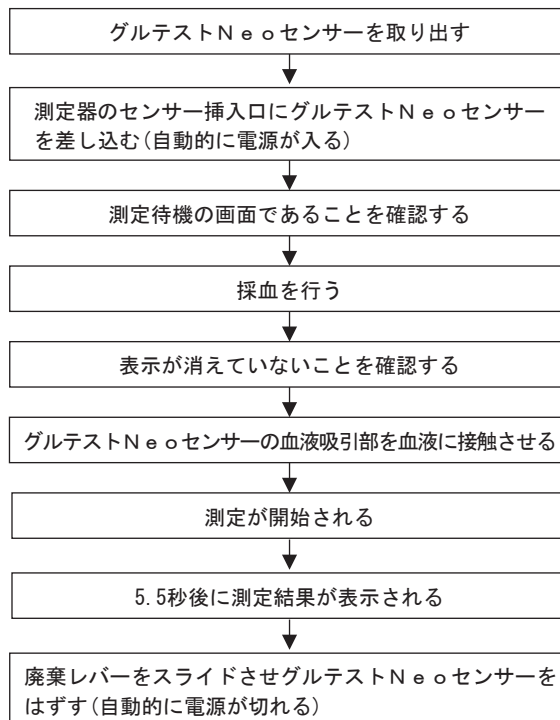 グルテストＮｅｏセンサーを取り出す
測定器のセンサー挿入口にグルテストＮｅｏセンサー
を差し込む(自動的に電源が入る)
測定待機の画面であることを確認する
採血を行う
表示が消えていないことを確認する
グルテストＮｅｏセンサーの血液吸引部を血液に接触させる
測定が開始される
5.5秒後に測定結果が表示される
廃棄レバーをスライドさせグルテストＮｅｏセンサーを
はずす(自動的に電源が切れる)